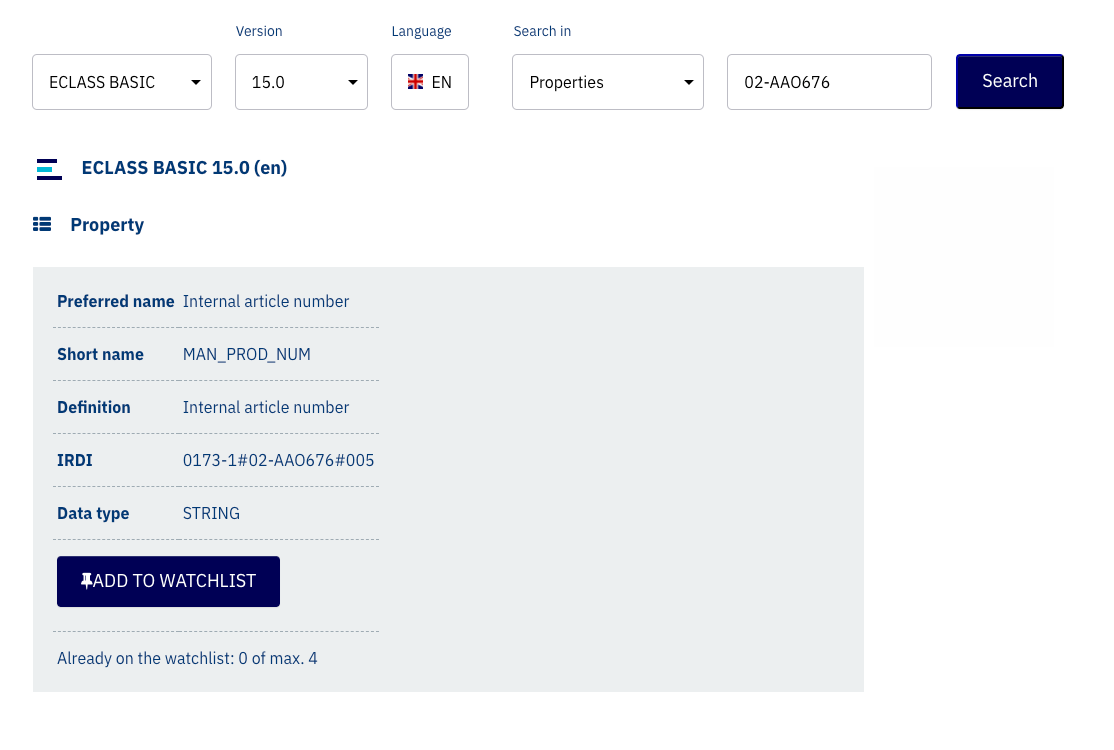 Version Language Search in
ECLASS BASIC 15.0 EN Properties 02-AAO676 Search
ECLASS BASIC 15.0 (en)
Property
Preferred name Internal article number
Short name MAN_PROD_NUM
Definition Internal article number
IRDI 0173-1#02-AAO676#005
Data type STRING
ADD TO WATCHLIST
Already on the watchlist: 0 of max. 4